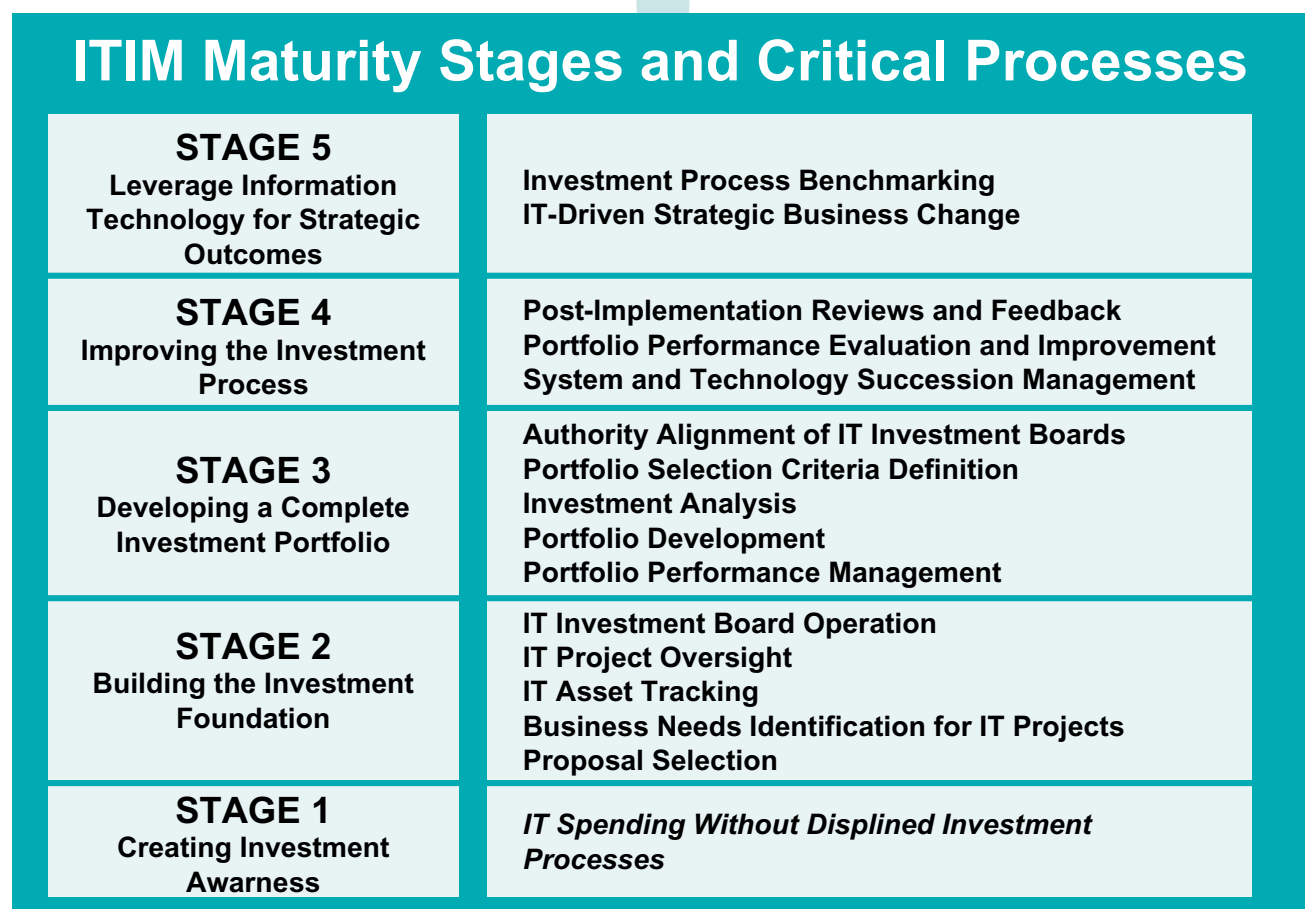 ITIM Maturity Stages and Critical Processes
STAGE 5
Leverage Information
Technology for Strategic
Outcomes
Investment Process Benchmarking
IT-Driven Strategic Business Change
STAGE 4
Improving the Investment
Process
Post-Implementation Reviews and Feedback
Portfolio Performance Evaluation and Improvement
System and Technology Succession Management
STAGE 3
Developing a Complete
Investment Portfolio
Authority Alignment of IT Investment Boards
Portfolio Selection Criteria Definition
Investment Analysis
Portfolio Development
Portfolio Performance Management
STAGE 2
Building the Investment
Foundation
IT Investment Board Operation
IT Project Oversight
IT Asset Tracking
Business Needs Identification for IT Projects
Proposal Selection
STAGE 1
Creating Investment
Awarness
IT Spending Without Displined Investment
Processes